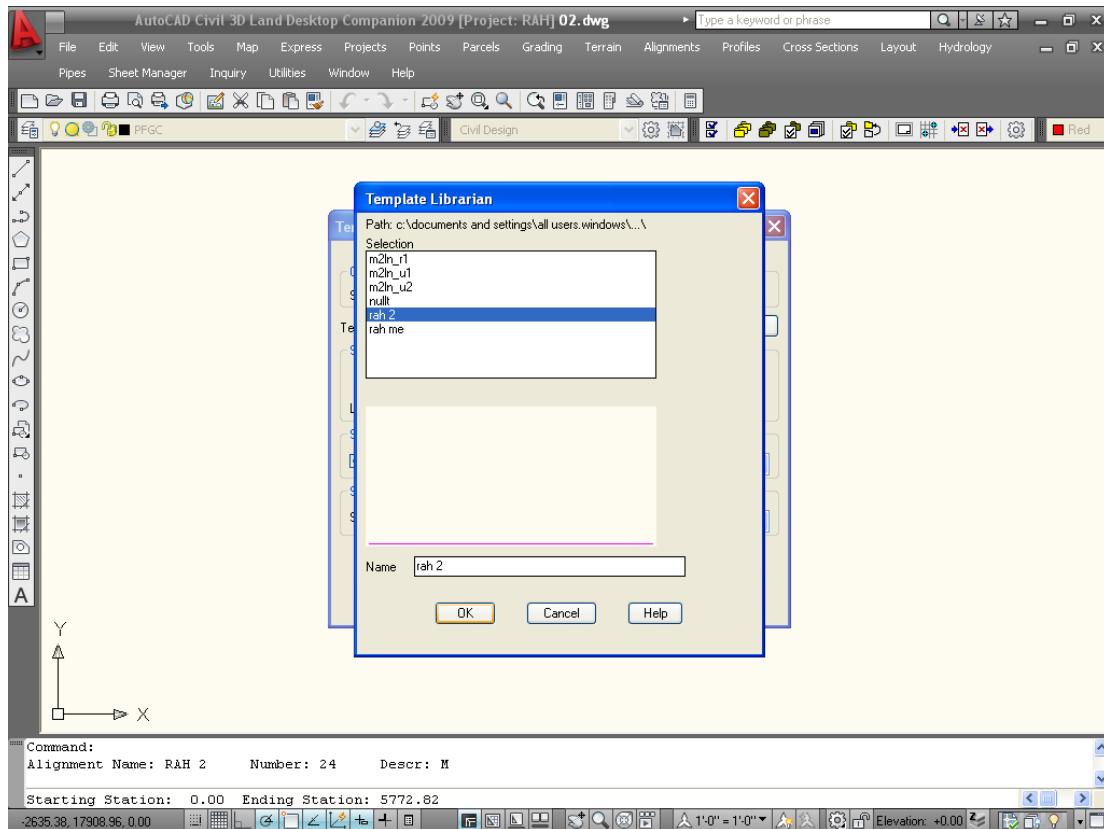 AutoCAD Civil 3D Land Desktop Companion 2009 [Project: RAH] 02.dwg
Type a keyword or phrase
File Edit View Tools Map Express Projects Points Parcels Grading Terrain Alignments Profiles Cross Sections Layout Hydrology
Pipes Sheet Manager Inquiry Utilities Window Help
PFGC Civil Design Red
Template Librarian
Path: c:\documents and settings\all users.windows\...\
Selection
m2ln_r1
m2ln_u1
m2ln_u2
nullt
rah 2
rah me
Name rah 2
OK Cancel Help
Y
X
A
Command:
Alignment Name: RAH 2 Number: 24 Descr: M
Starting Station: 0.00 Ending Station: 5772.82
-2635.38, 17908.96, 0.00 1'-0" = 1'-0" Elevation: +0.00